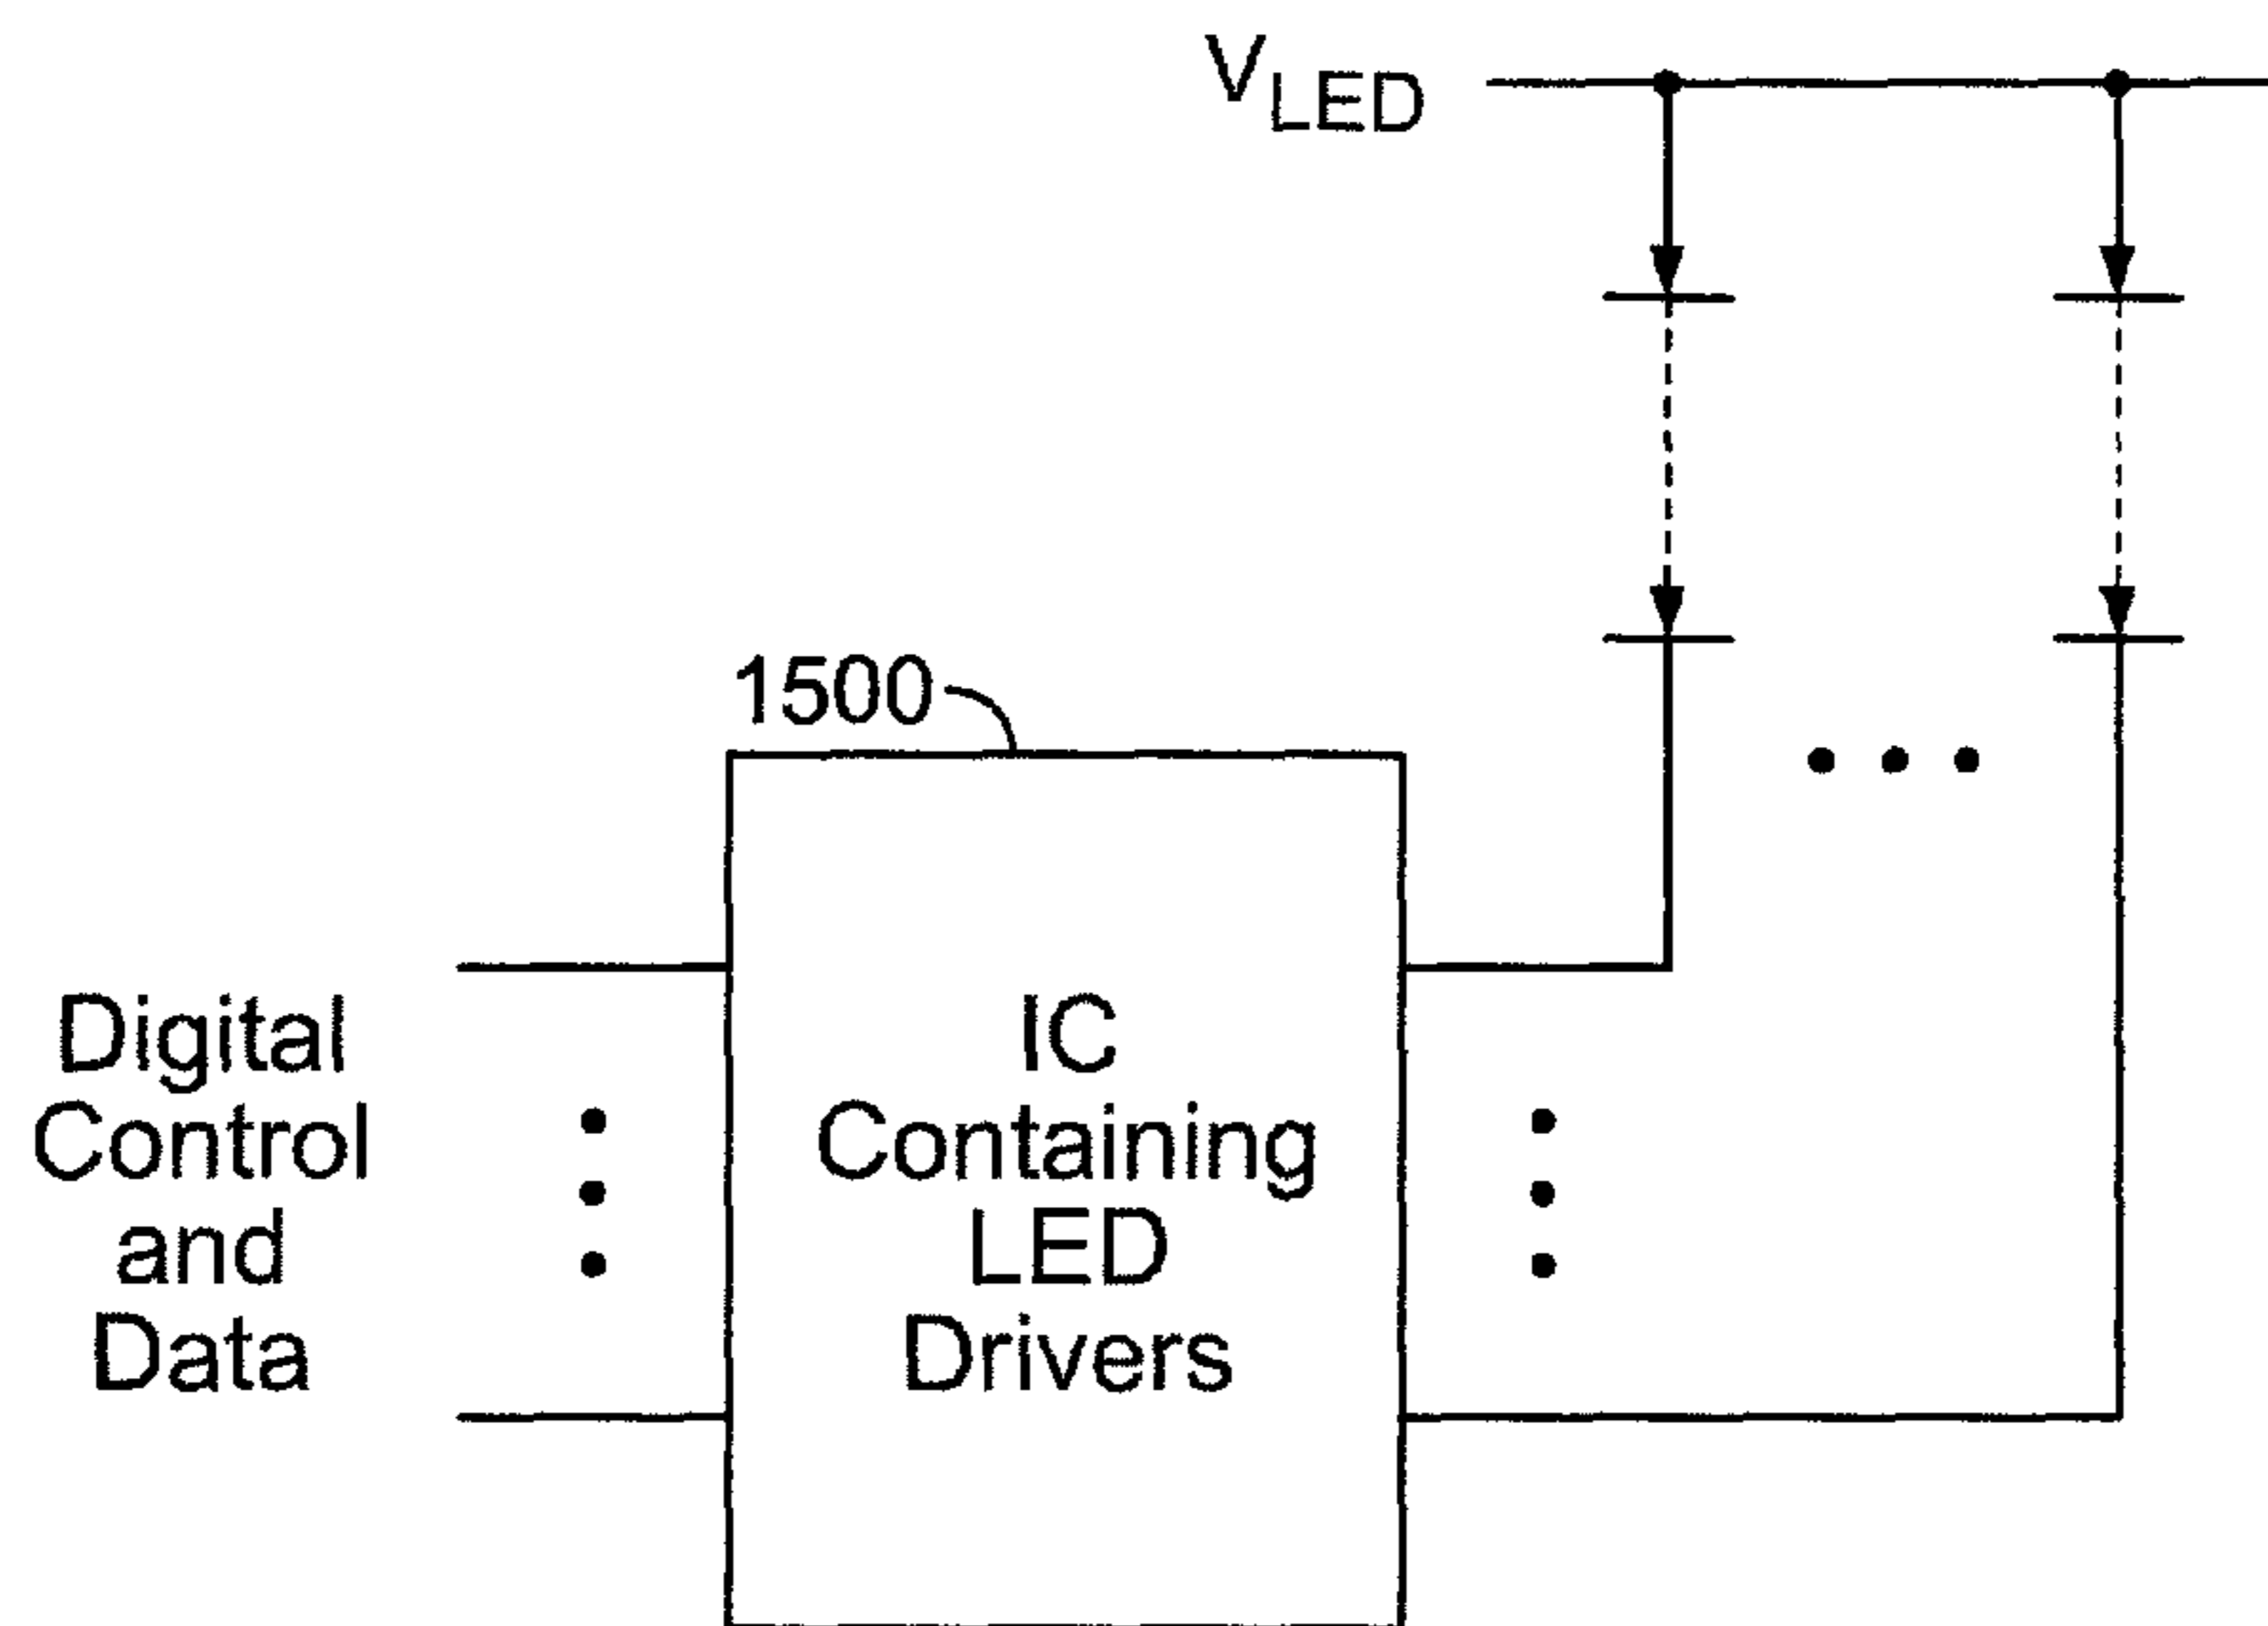 VLED
1500
Digital
Control
and
Data
IC
Containing
LED
Drivers